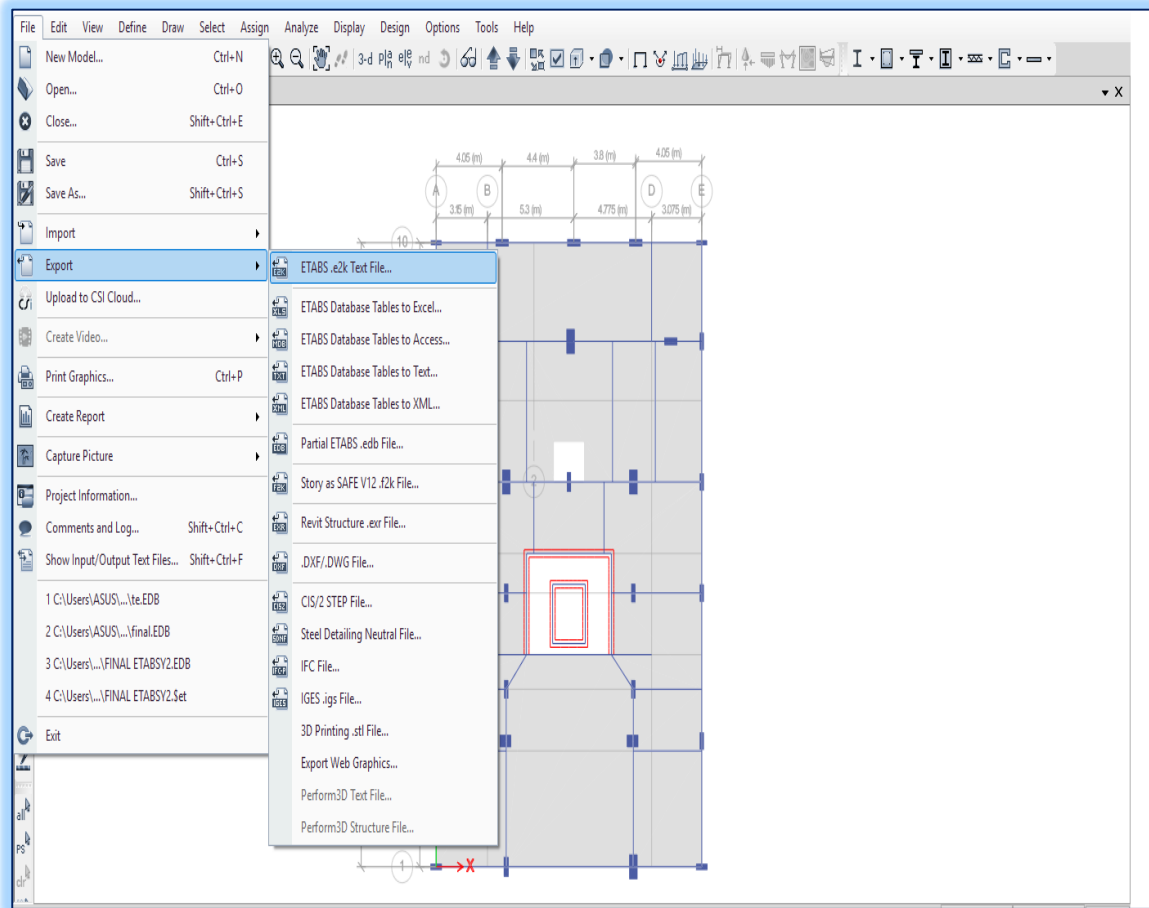 File Edit View Define Draw Select Assign Analyze Display Design Options Tools Help
New Model... Ctrl+N
3-d nd
Open... Ctrl+O
X
Close... Shift+Ctrl+E
Save Ctrl+S
4.05 (m) 4.4 (m) 3.8 (m) 4.05 (m)
Save As... Shift+Ctrl+S
A B D E
3.15 (m) 5.3 (m) 4.775 (m) 3.075 (m)
Import
10
Export
ETABS .e2k Text File...
Upload to CSI Cloud...
ETABS Database Tables to Excel...
Create Video...
ETABS Database Tables to Access...
Print Graphics... Ctrl+P
ETABS Database Tables to Text...
ETABS Database Tables to XML...
Create Report
Partial ETABS .edb File...
Capture Picture
Story as SAFE V12 .f2k File...
2
Project Information...
Revit Structure .exr File...
Comments and Log... Shift+Ctrl+C
Show Input/Output Text Files... Shift+Ctrl+F
.DXF/.DWG File...
1 C:\Users\ASUS\...\te.EDB
CIS/2 STEP File...
2 C:\Users\ASUS\...\final.EDB
Steel Detailing Neutral File...
3 C:\Users\...\FINAL ETABSY2.EDB
IFC File...
4 C:\Users\...\FINAL ETABSY2.$et
IGES .igs File...
Exit
3D Printing .stl File...
Export Web Graphics...
Perform3D Text File...
all
Perform3D Structure File...
PS
1
X
clr